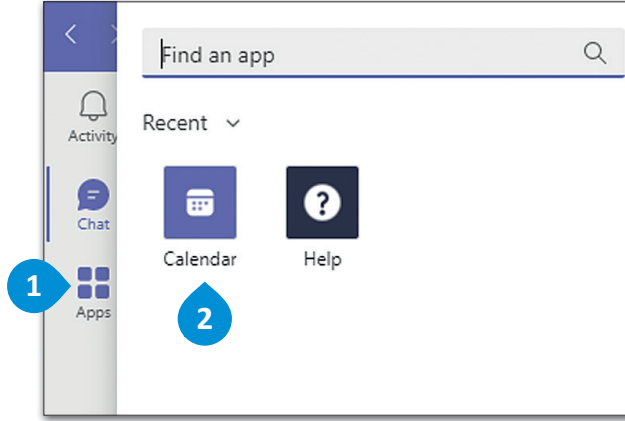 Find an app
Activity
Recent
Chat
Calendar
Help
1
Apps
2